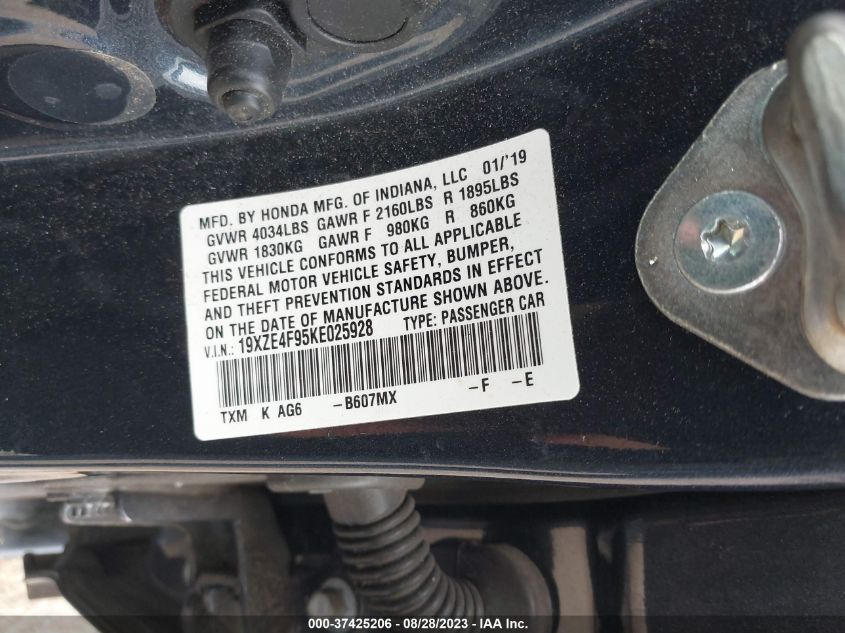 MFD. BY HONDA MFG. OF INDIANA, LLC 01/'19
GVWR 4034LBS GAWR F 2160LBS R 1895LBS
GVWR 1830KG GAWR F 980KG R 860KG
THIS VEHICLE CONFORMS TO ALL APPLICABLE
FEDERAL MOTOR VEHICLE SAFETY, BUMPER,
AND THEFT PREVENTION STANDARDS IN EFFECT
ON THE DATE OF MANUFACTURE SHOWN ABOVE.
V.I.N.: 19XZE4F95KE025928 TYPE: PASSENGER CAR
TXM K AG6 -B607MX -F -E
000-37425206 - 08/28/2023 - IAA Inc.